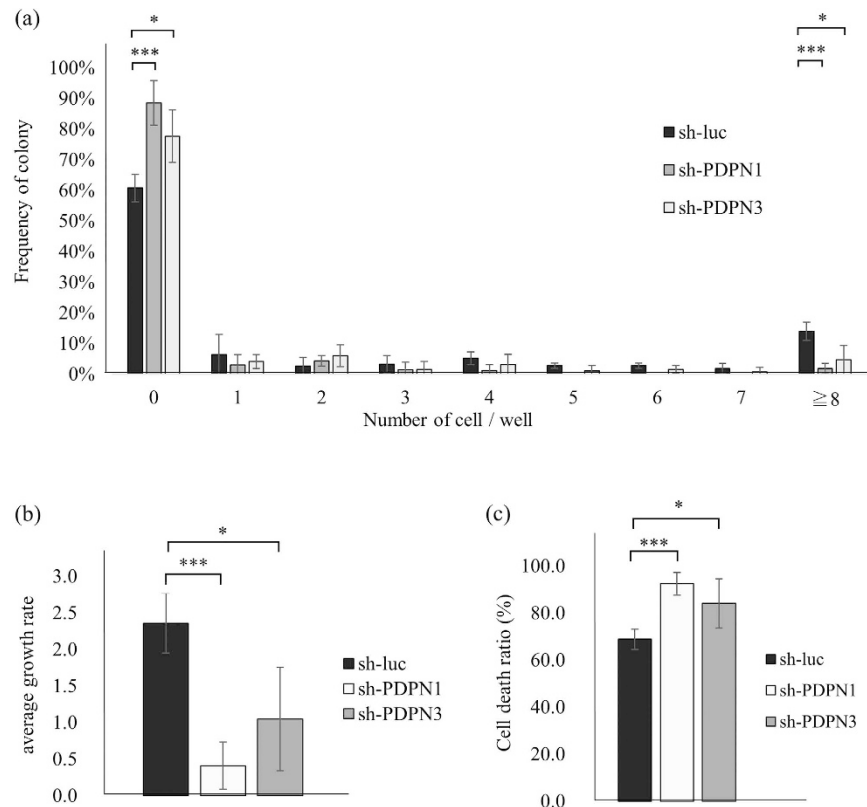 (a)
*
***
*
***
100%
90%
80%
70%
60%
50%
40%
30%
20%
10%
0%
Frequency of colony
sh-luc
sh-PDPN1
sh-PDPN3
0 1 2 3 4 5 6 7 ≧8
Number of cell / well
(b)
*
***
3.0
2.5
2.0
1.5
1.0
0.5
0.0
average growth rate
sh-luc
sh-PDPN1
sh-PDPN3
(c)
*
***
100.0
80.0
60.0
40.0
20.0
0.0
Cell death ratio (%)
sh-luc
sh-PDPN1
sh-PDPN3